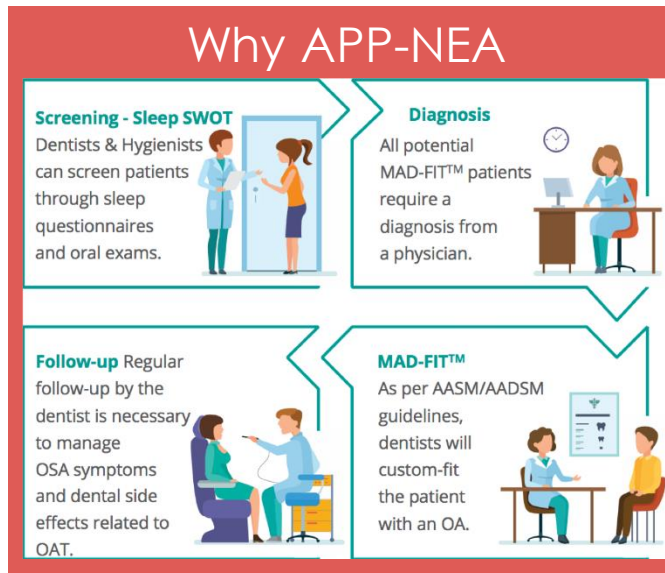 Why APP-NEA
Screening - Sleep SWOT
Dentists & Hygienists
can screen patients
through sleep
questionnaires
and oral exams.
Diagnosis
All potential
MAD-FIT™ patients
require a
diagnosis from
a physician.
MAD-FIT™
As per AASM/AADSM
guidelines,
dentists will
custom-fit
the patient
with an OA.
Follow-up Regular
follow-up by the
dentist is necessary
to manage
OSA symptoms
and dental side
effects related to
OAT.